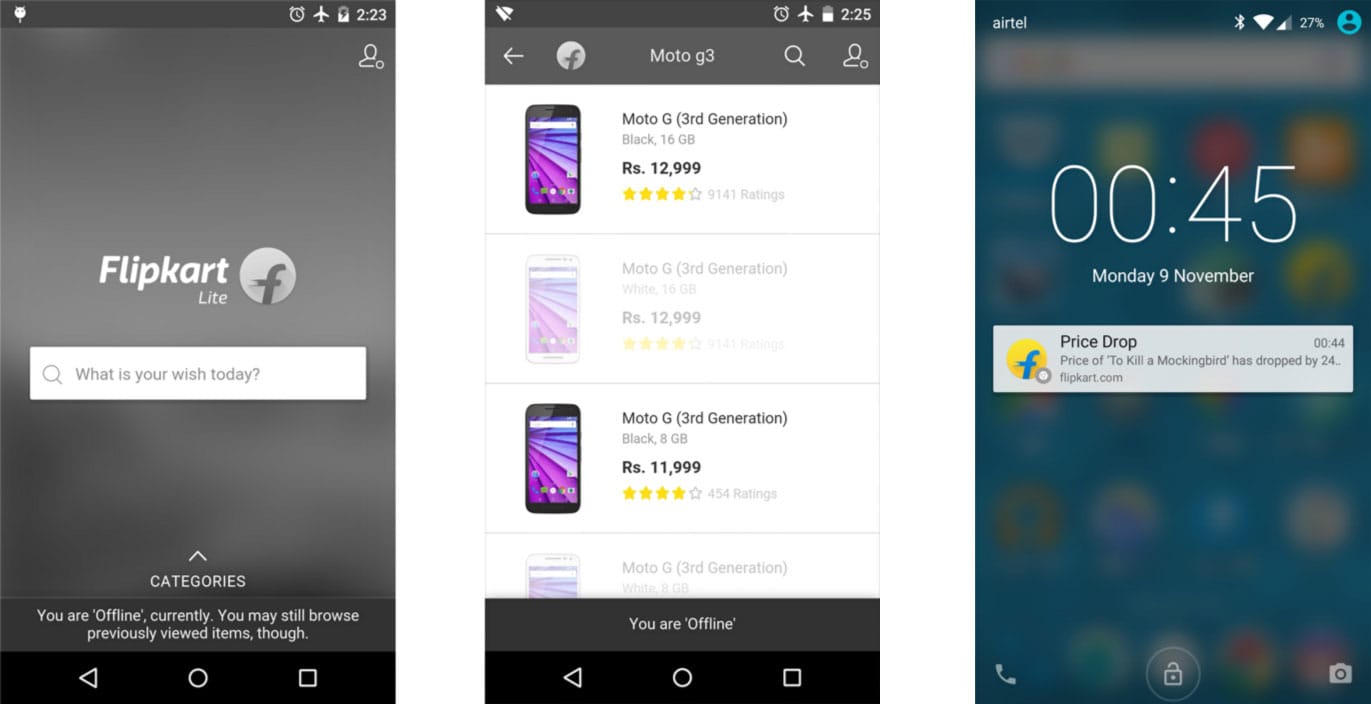 2:23
Flipkart
Lite
What is your wish today?
CATEGORIES
You are 'Offline', currently. You may still browse
previously viewed items, though.
2:25
Moto g3
Moto G (3rd Generation)
Black, 16 GB
Rs. 12,999
9141 Ratings
Moto G (3rd Generation)
White, 16 GB
Rs. 12,999
9141 Ratings
Moto G (3rd Generation)
Black, 8 GB
Rs. 11,999
454 Ratings
Moto G (3rd Generation)
White, 8 GB
You are 'Offline'
airtel 27%
00:45
Monday 9 November
Price Drop 00:44
Price of 'To Kill a Mockingbird' has dropped by 24..
flipkart.com